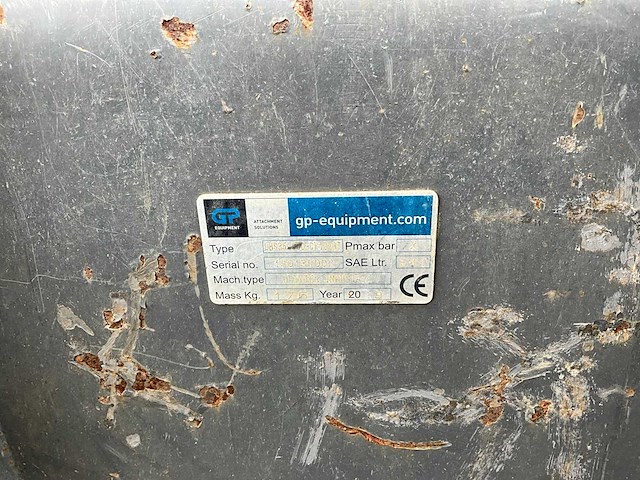 GP
EQUIPMENT
ATTACHMENT
SOLUTIONS
gp-equipment.com
Type Pmax bar
Serial no. SAE Ltr.
Mach.type
Mass Kg. Year 20
CE